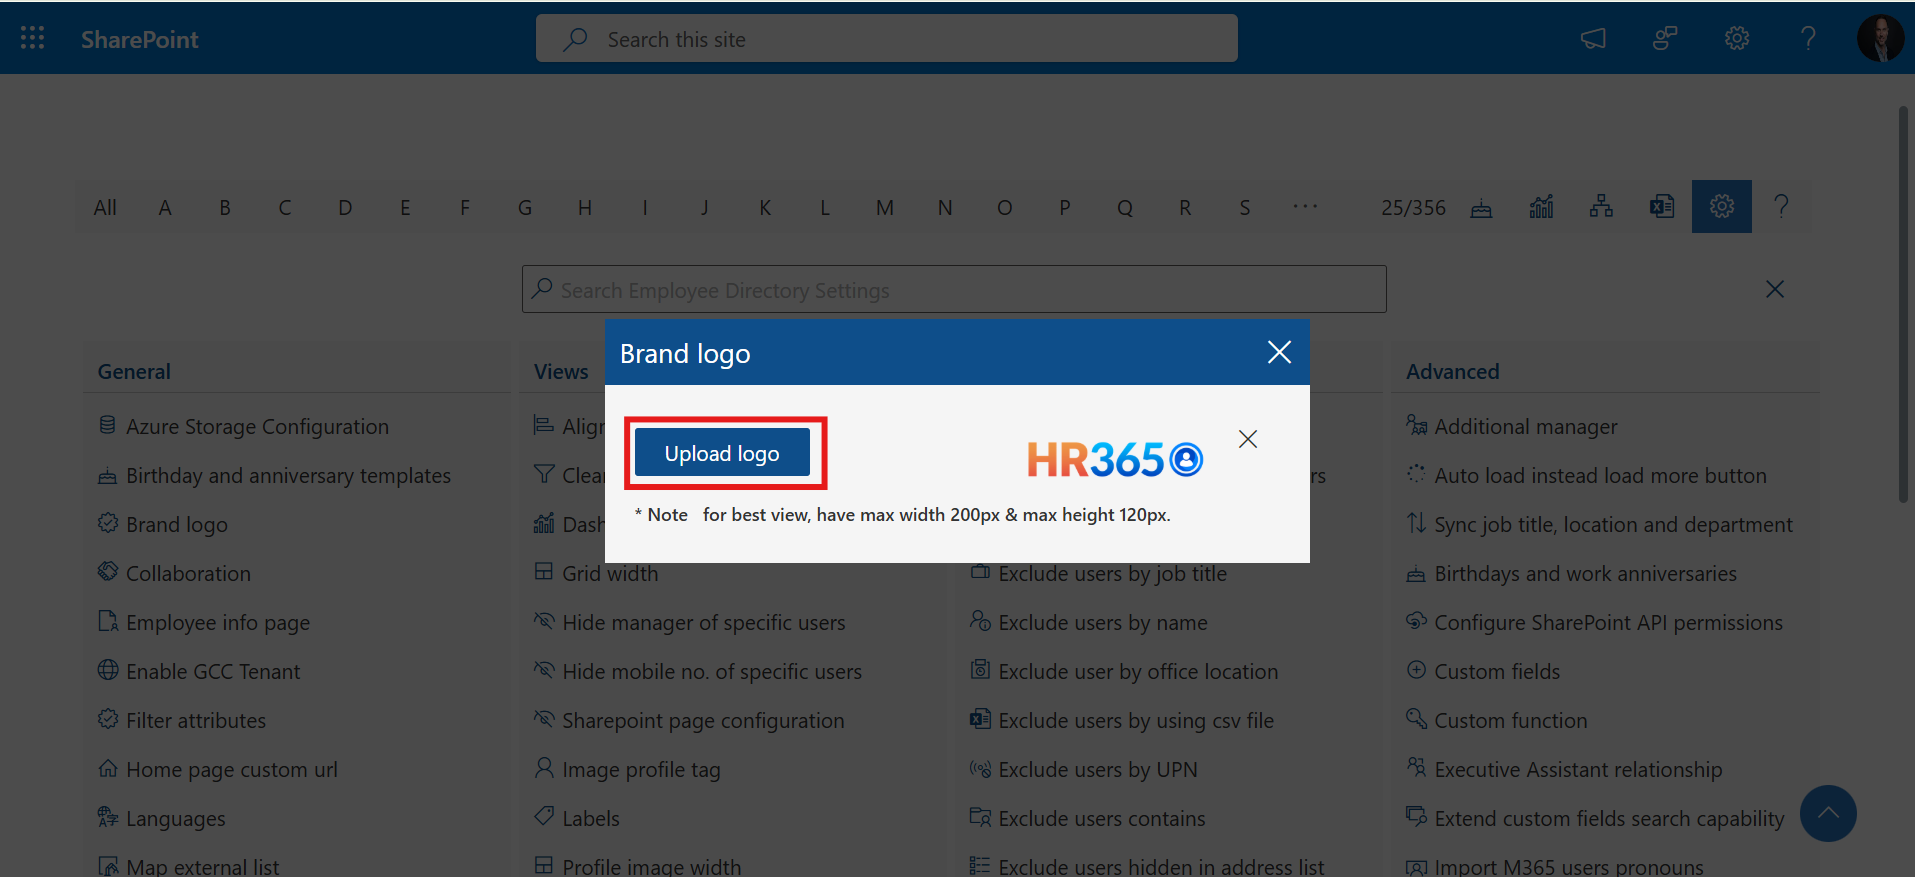 SharePoint
Search this site
All A B C D E F G H I J K L M N O P Q R S ··· 25/356
Search Employee Directory Settings
Brand logo
Upload logo
HR365
* Note for best view, have max width 200px & max height 120px.
General
Azure Storage Configuration
Birthday and anniversary templates
Brand logo
Collaboration
Employee info page
Enable GCC Tenant
Filter attributes
Home page custom url
Languages
Map external list
Views
Grid width
Hide manager of specific users
Hide mobile no. of specific users
Sharepoint page configuration
Image profile tag
Labels
Profile image width
Exclude users by job title
Exclude users by name
Exclude user by office location
Exclude users by using csv file
Exclude users by UPN
Exclude users contains
Exclude users hidden in address list
Advanced
Additional manager
Auto load instead load more button
Sync job title, location and department
Birthdays and work anniversaries
Configure SharePoint API permissions
Custom fields
Custom function
Executive Assistant relationship
Extend custom fields search capability
Import M365 users pronouns